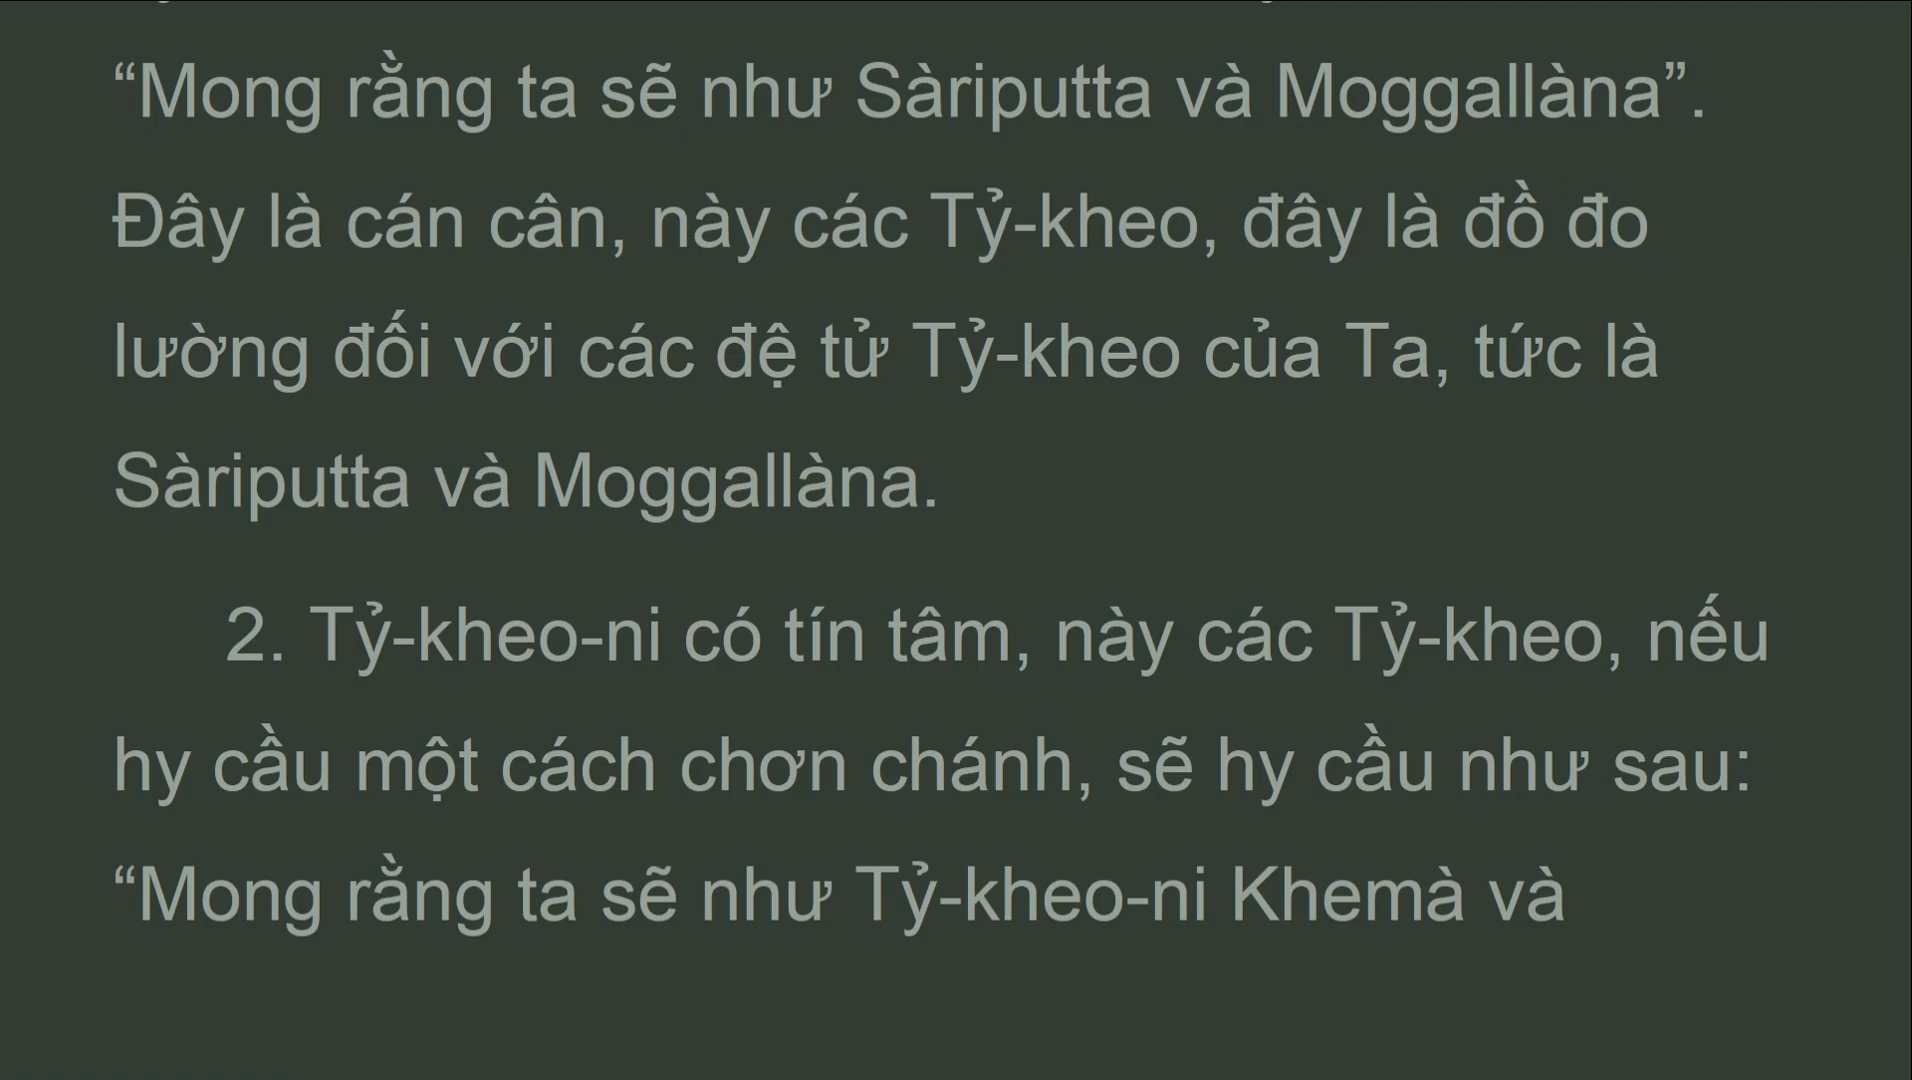 “Mong rằng ta sẽ như Sàriputta và Moggallàna”.
Đây là cán cân, này các Tỷ-kheo, đây là đồ đo
lường đối với các đệ tử Tỷ-kheo của Ta, tức là
Sàriputta và Moggallàna.
2. Tỷ-kheo-ni có tín tâm, này các Tỷ-kheo, nếu
hy cầu một cách chơn chánh, sẽ hy cầu như sau:
“Mong rằng ta sẽ như Tỷ-kheo-ni Khemà và